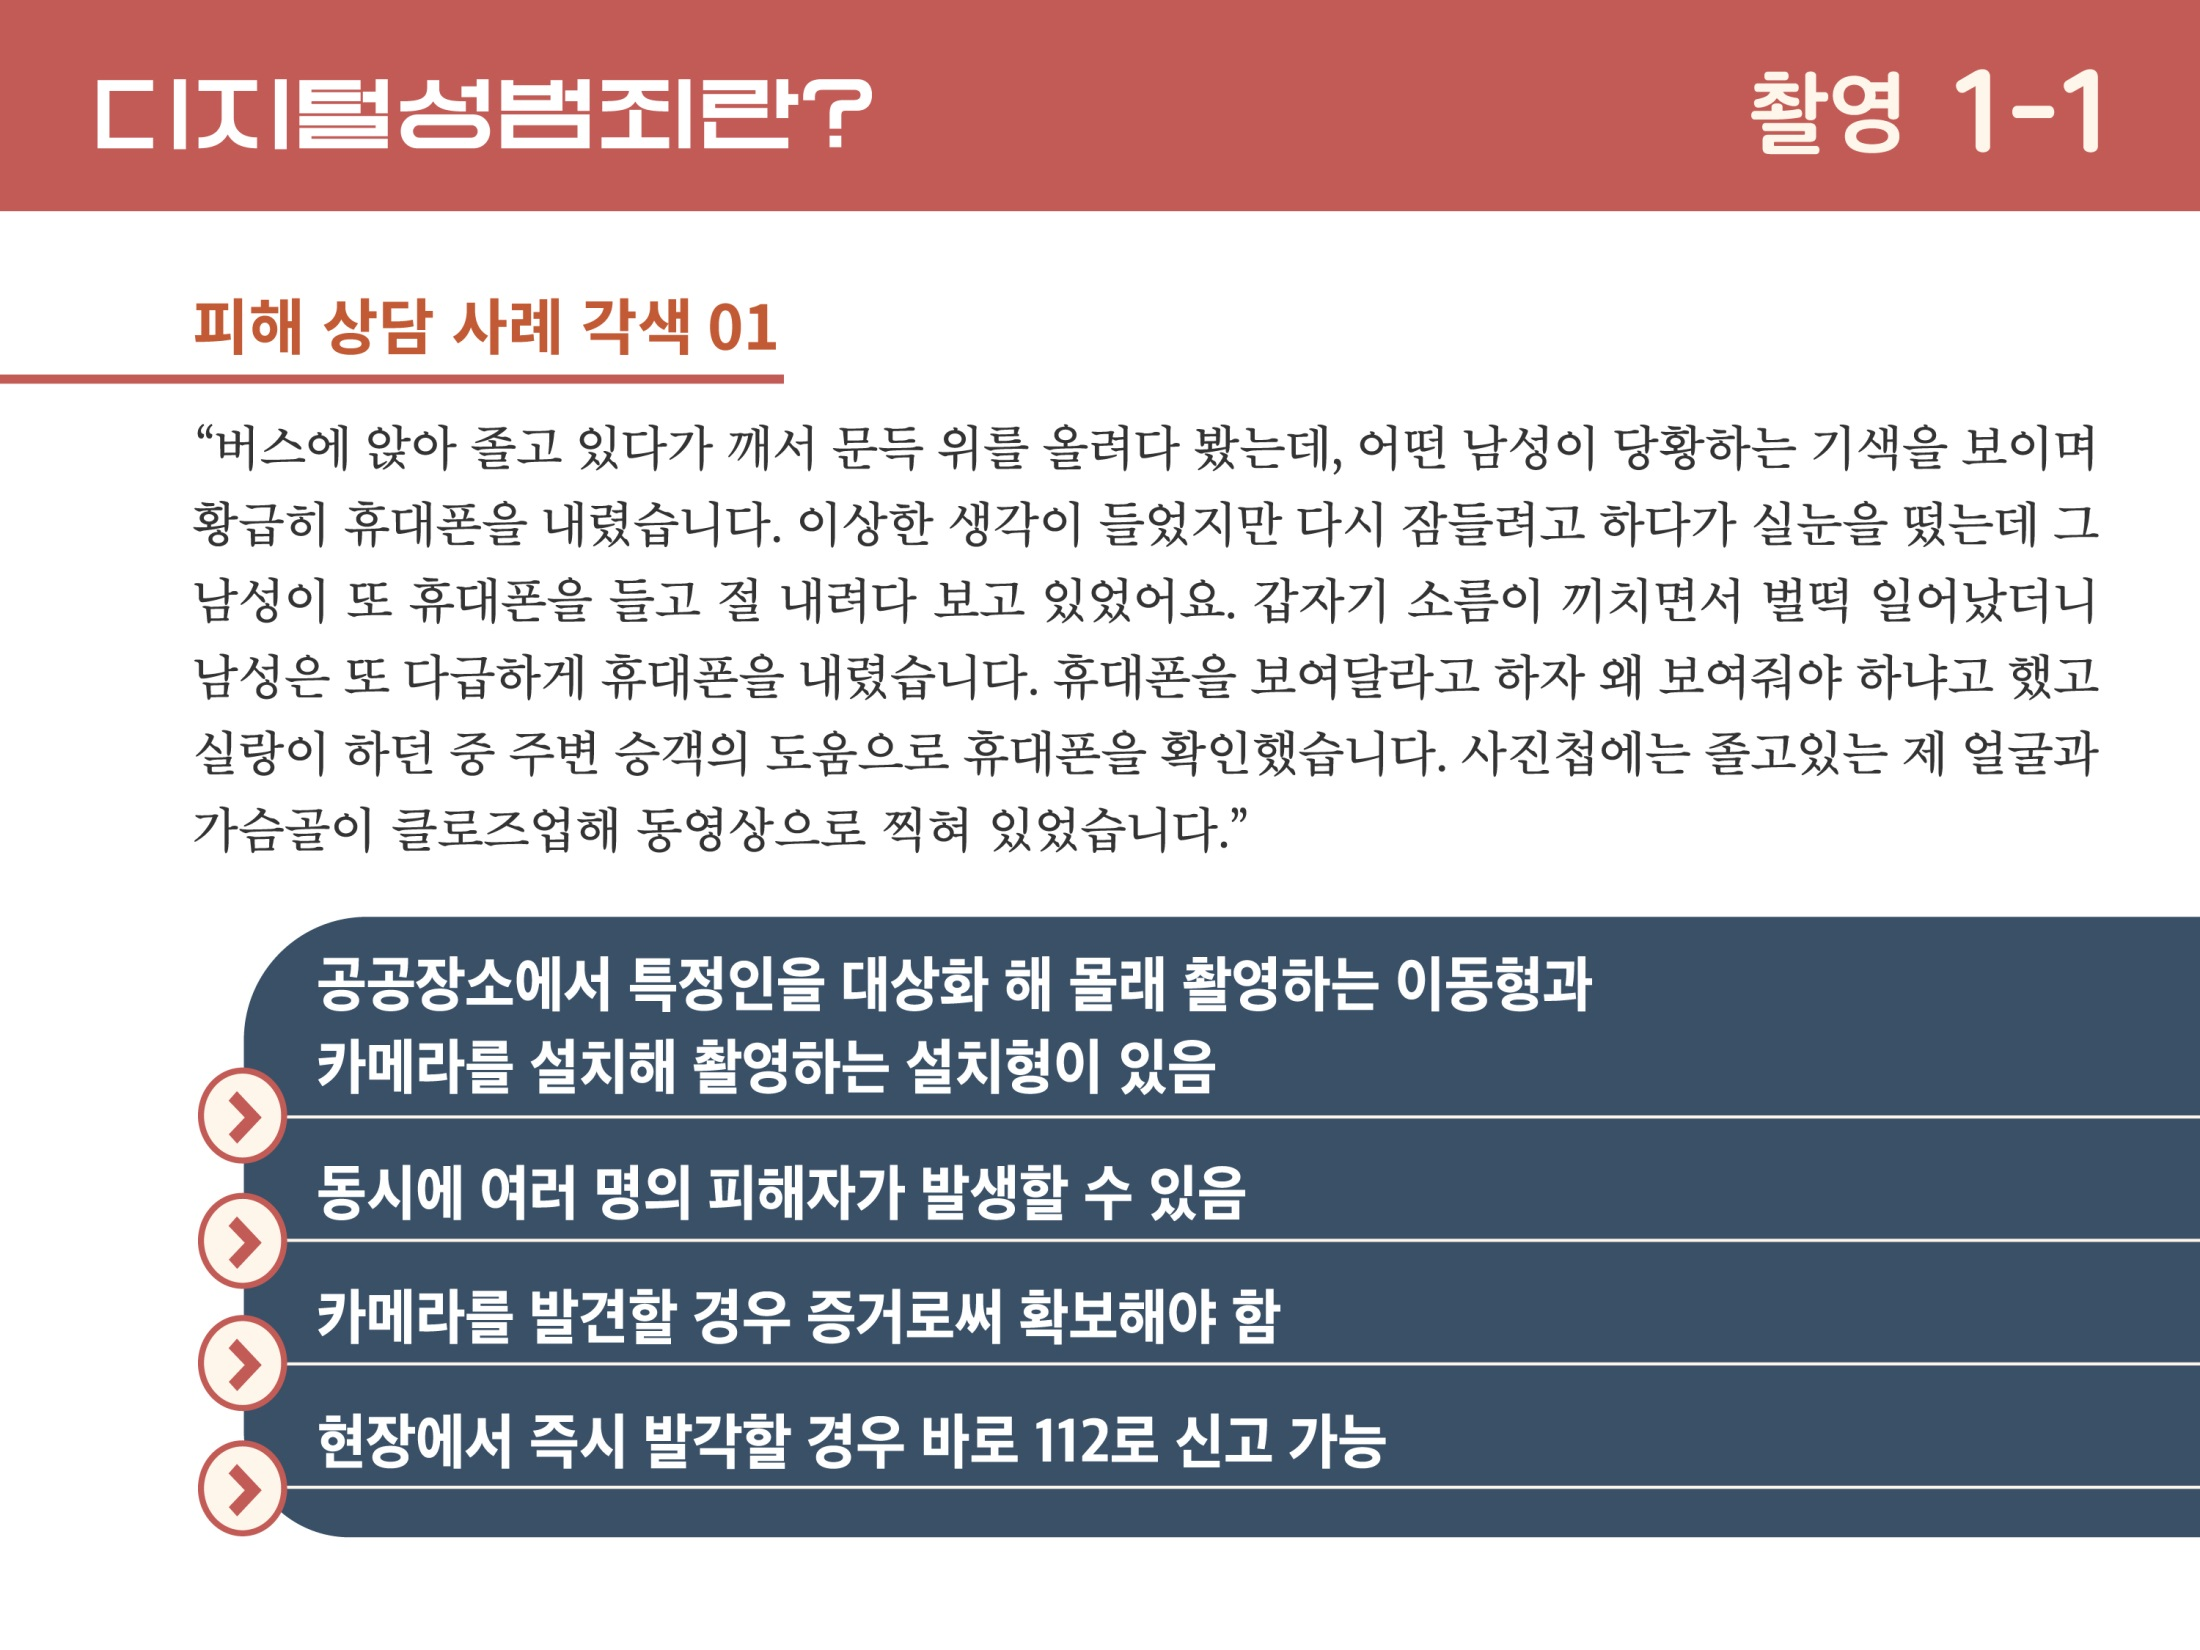 디지털성범죄란?
촬영 1-1
피해 상담 사례 각색 01
“버스에 앉아 졸고 있다가 깨서 문득 위를 올려다 봤는데, 어떤 남성이 당황하는 기색을 보이며
황급히 휴대폰을 내렸습니다. 이상한 생각이 들었지만 다시 잠들려고 하다가 실눈을 떴는데 그
남성이 또 휴대폰을 들고 절 내려다 보고 있었어요. 갑자기 소름이 끼치면서 벌떡 일어났더니
남성은 또 다급하게 휴대폰을 내렸습니다. 휴대폰을 보여달라고 하자 왜 보여줘야 하냐고 했고
실랑이 하던 중 주변 승객의 도움으로 휴대폰을 확인했습니다. 사진첩에는 졸고있는 제 얼굴과
가슴골이 클로즈업해 동영상으로 찍혀 있었습니다.”
공공장소에서 특정인을 대상화 해 몰래 촬영하는 이동형과
카메라를 설치해 촬영하는 설치형이 있음
동시에 여러 명의 피해자가 발생할 수 있음
카메라를 발견할 경우 증거로써 확보해야 함
현장에서 즉시 발각할 경우 바로 112로 신고 가능